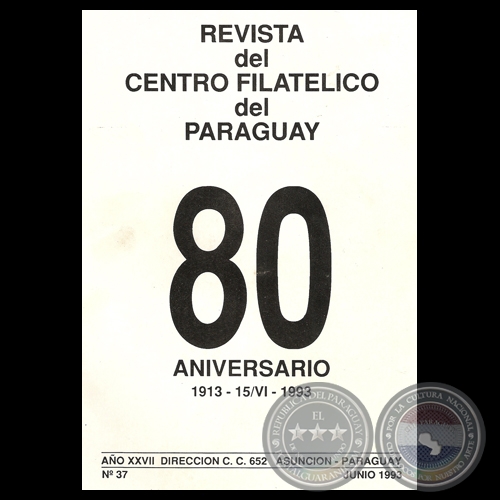 REVISTA
del
CENTRO FILATELICO
del
PARAGUAY
80
ANIVERSARIO
1913 - 15/VI - 1993
AÑO XXVII DIRECCION C. C. 652 ASUNCION - PARAGUAY
Nº 37 JUNIO 1993
REPUBLICA DEL PARAGUAY
EL
POR LA CULTURA NACIONAL